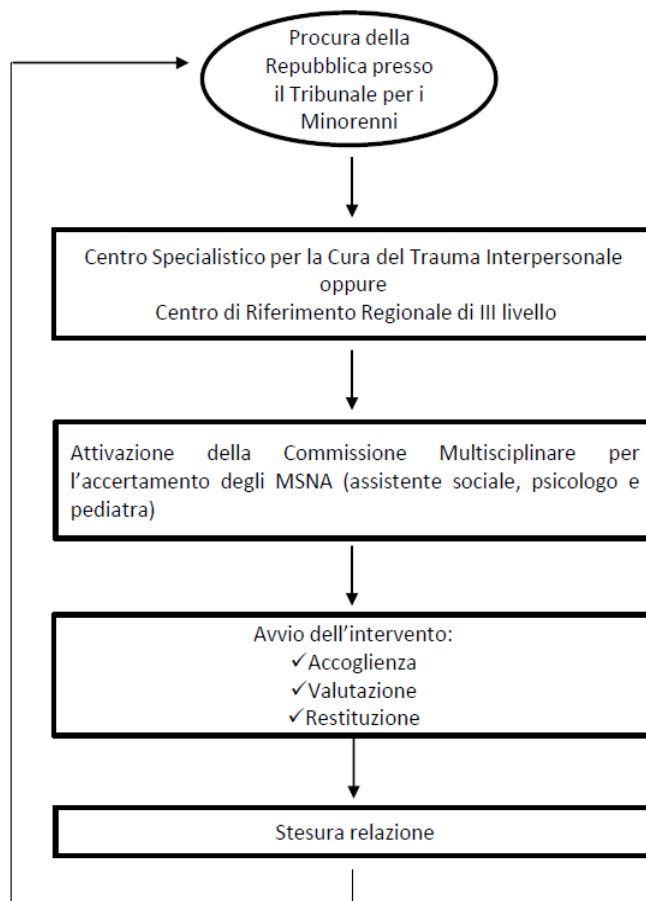 Procura della
Repubblica presso
il Tribunale per i
Minorenni
Centro Specialistico per la Cura del Trauma Interpersonale
oppure
Centro di Riferimento Regionale di III livello
Attivazione della Commissione Multisciplinare per
l’accertamento degli MSNA (assistente sociale, psicologo e
pediatra)
Avvio dell’intervento:
✓Accoglienza
✓Valutazione
✓Restituzione
Stesura relazione